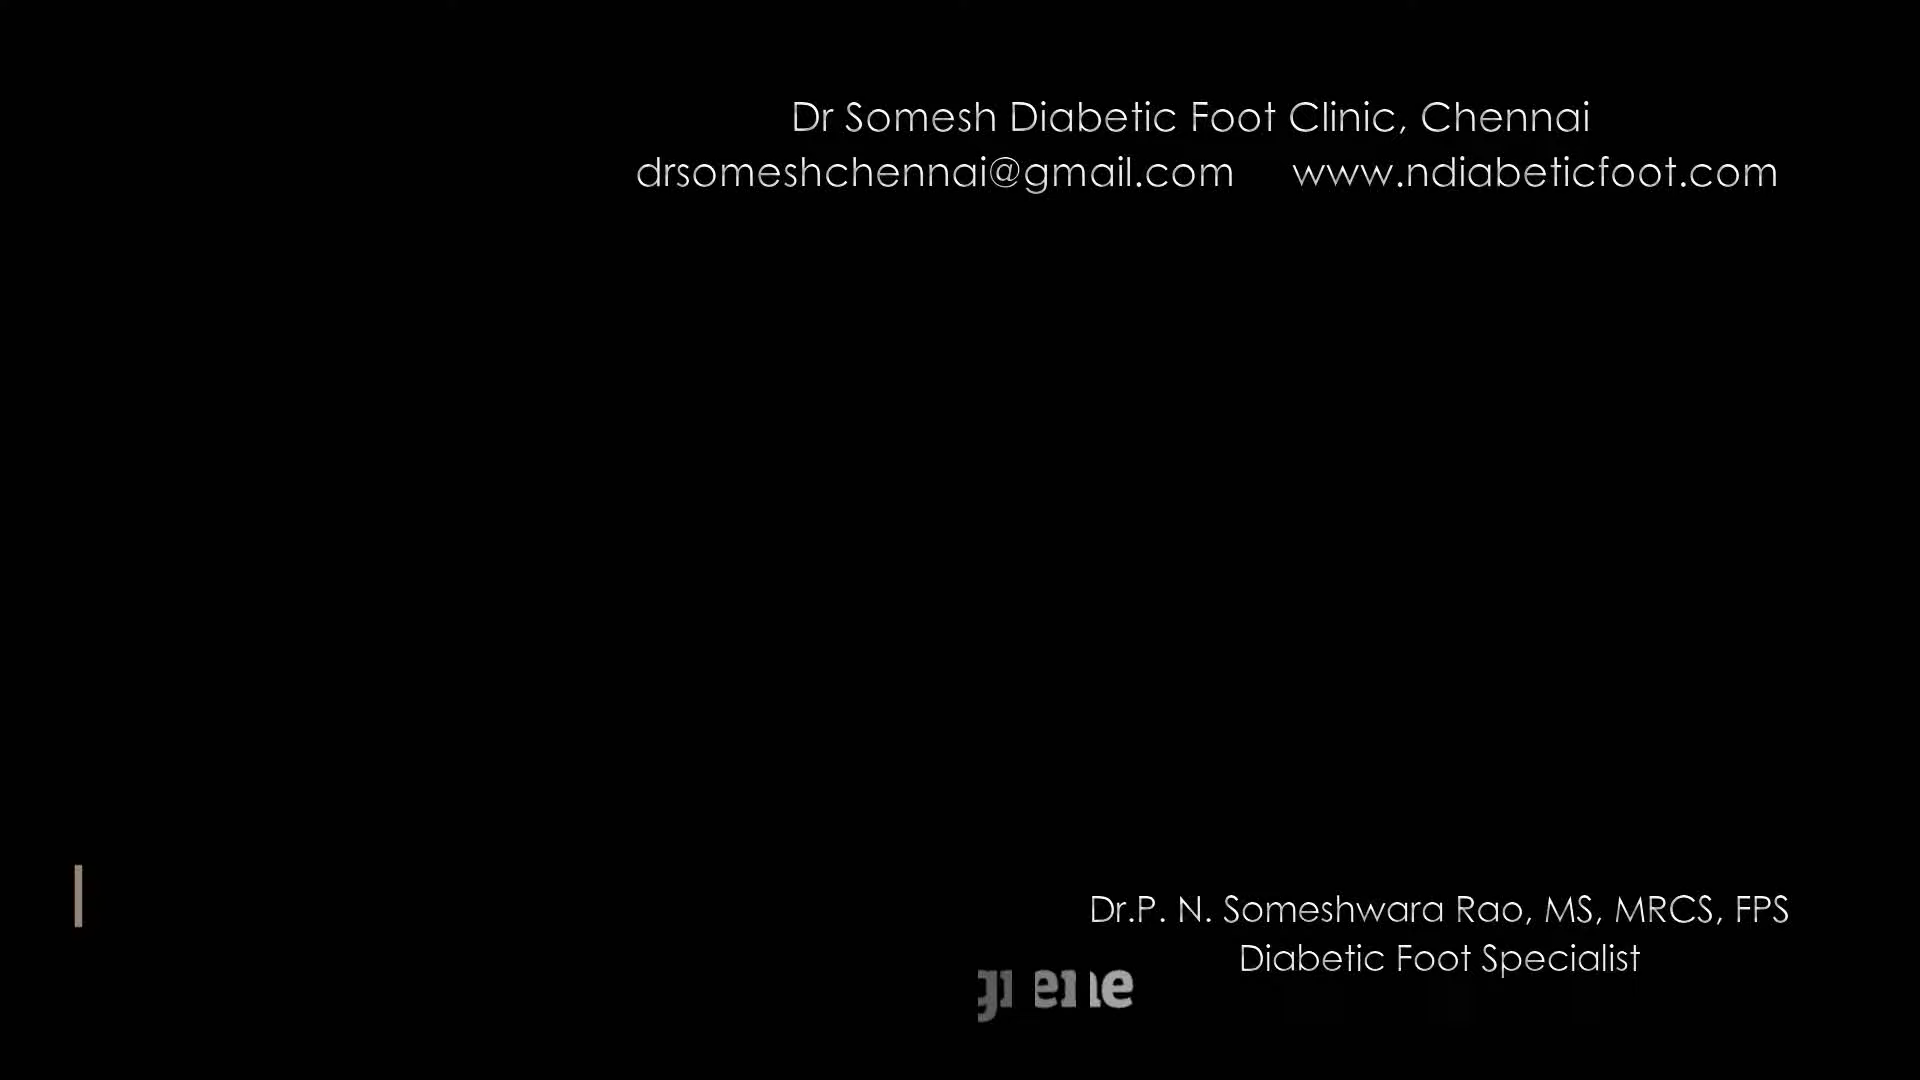 Dr Somesh Diabetic Foot Clinic, Chennai
drsomeshchennai@gmail.com www.ndiabeticfoot.com
Dr.P. N. Someshwara Rao, MS, MRCS, FPS
Diabetic Foot Specialist